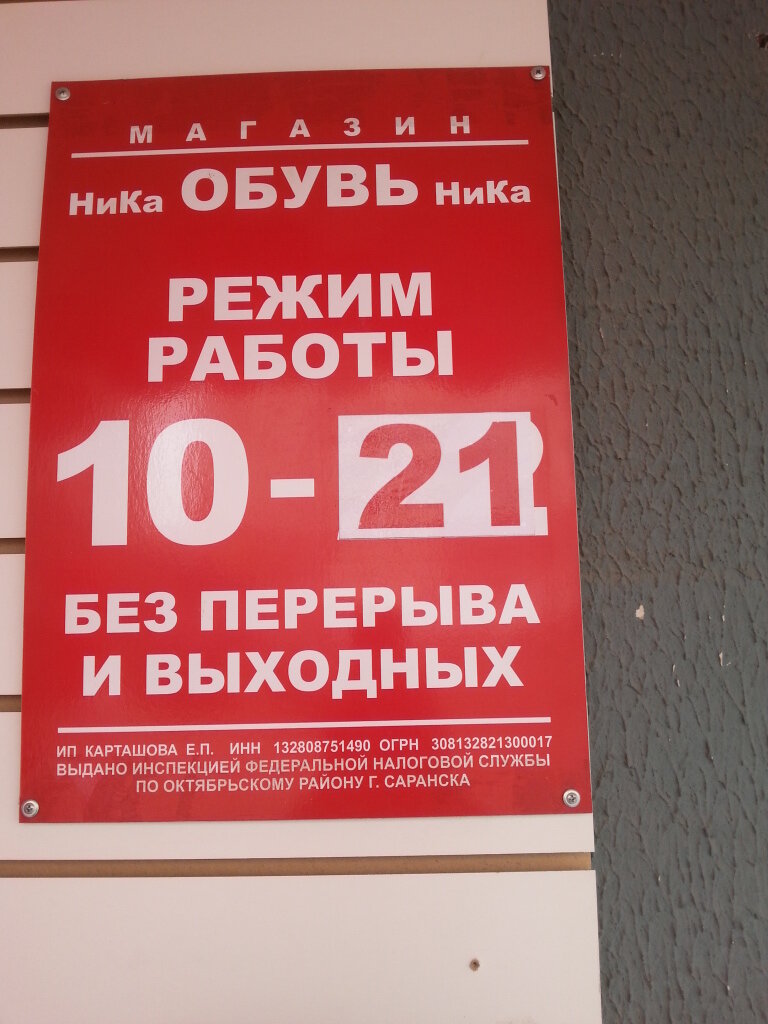 МАГАЗИН
НиКа ОБУВЬ НиКа
РЕЖИМ
РАБОТЫ
10 - 21
БЕЗ ПЕРЕРЫВА
И ВЫХОДНЫХ
ИП КАРТАШОВА Е.П. ИНН 132808751490 ОГРН 308132821300017
ВЫДАНО ИНСПЕКЦИЕЙ ФЕДЕРАЛЬНОЙ НАЛОГОВОЙ СЛУЖБЫ
ПО ОКТЯБРЬСКОМУ РАЙОНУ Г. САРАНСКА